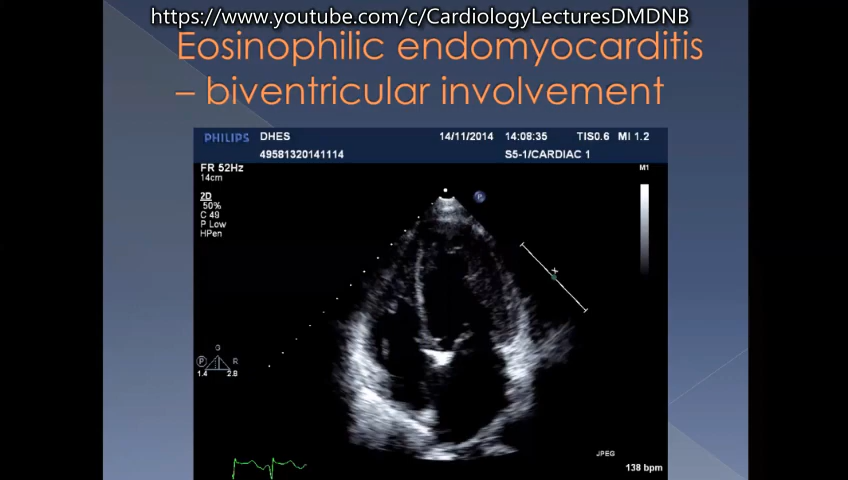 https://www.youtube.com/c/CardiologyLecturesDMDNB
Eosinophilic endomyocarditis
– biventricular involvement
PHILIPS DHES 14/11/2014 14:08:35 TIS0.6 MI 1.2
49581320141114 S5-1/CARDIAC 1
FR 52Hz M1
14cm
2D
50%
C 49
P Low
HPen
P
G
P R
1.4 2.8
JPEG
138 bpm